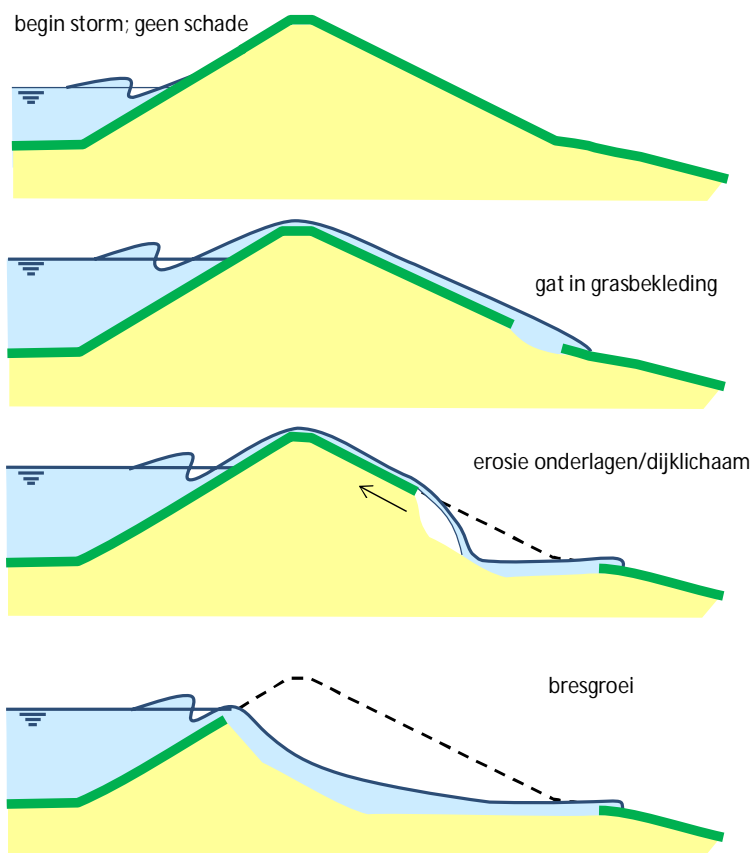 begin storm; geen schade
gat in grasbekleding
erosie onderlagen/dijklichaam
bresgroei